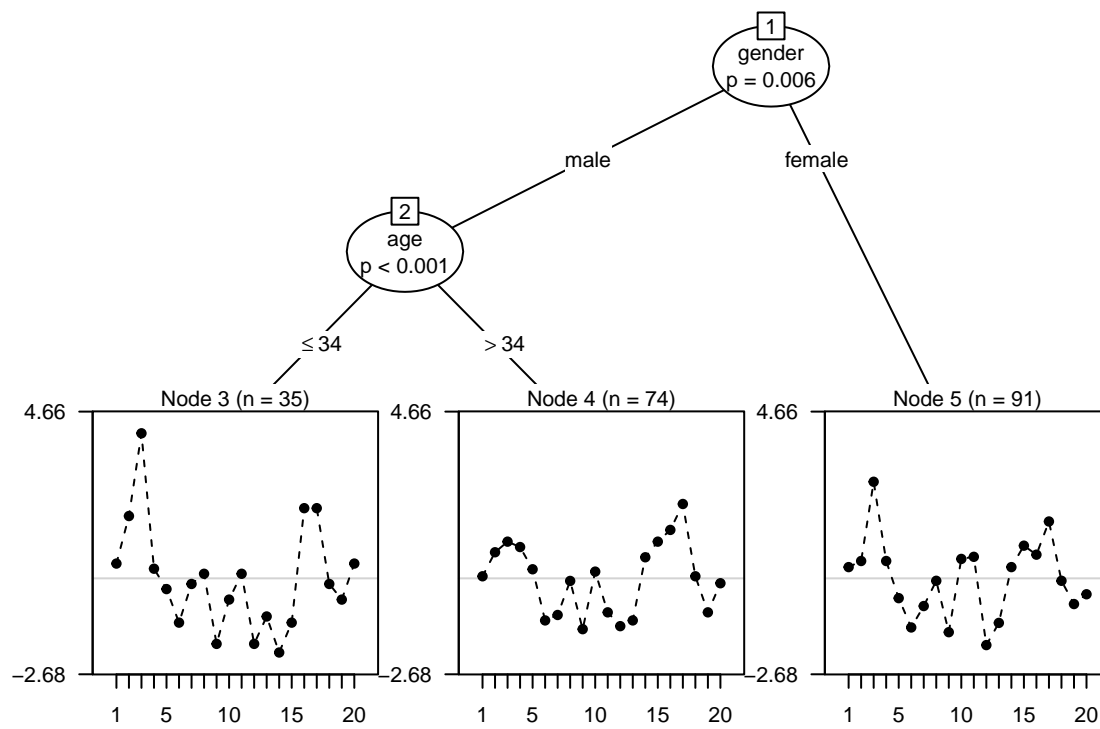 1
gender
p = 0.006
male
female
2
age
p < 0.001
≤ 34
> 34
Node 3 (n = 35)
4.66
−2.68
1 5 10 15 20
Node 4 (n = 74)
4.66
−2.68
1 5 10 15 20
Node 5 (n = 91)
4.66
−2.68
1 5 10 15 20